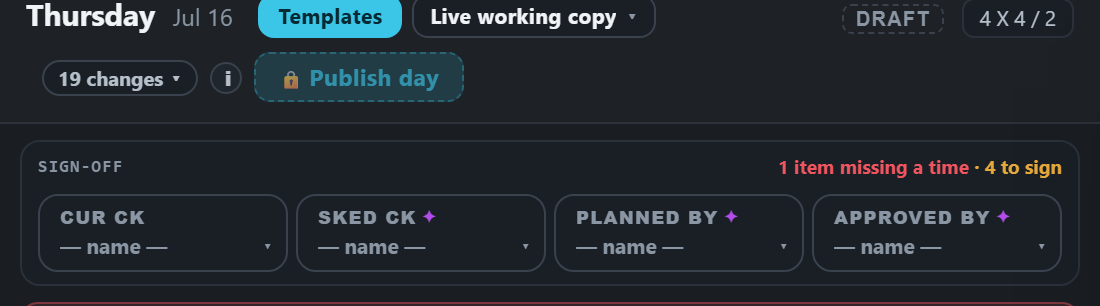 Thursday Jul 16 Templates Live working copy ▾ DRAFT 4 X 4 / 2
19 changes ▾ i 🔒 Publish day
SIGN-OFF 1 item missing a time · 4 to sign
CUR CK SKED CK ✦ PLANNED BY ✦ APPROVED BY ✦
— name — ▾ — name — ▾ — name — ▾ — name — ▾